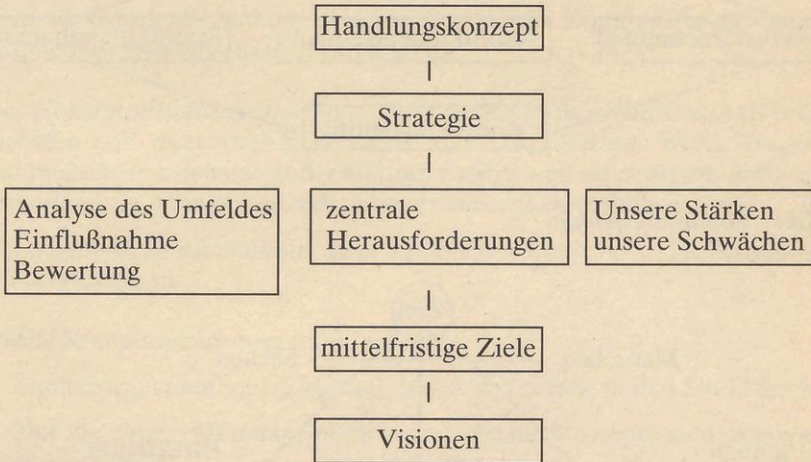 Handlungskonzept
Strategie
Analyse des Umfeldes
Einflußnahme
Bewertung
zentrale
Herausforderungen
Unsere Stärken
unsere Schwächen
mittelfristige Ziele
Visionen